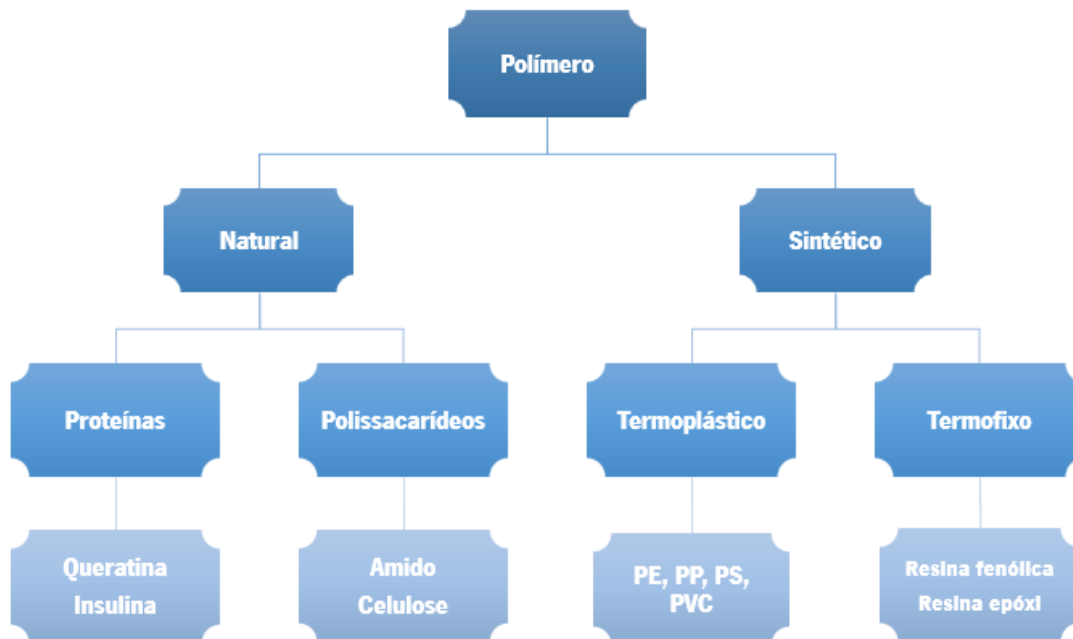 Polímero
Natural
Sintético
Proteínas
Polissacarídeos
Termoplástico
Termofixo
Queratina
Insulina
Amido
Celulose
PE, PP, PS,
PVC
Resina fenólica
Resina epóxi